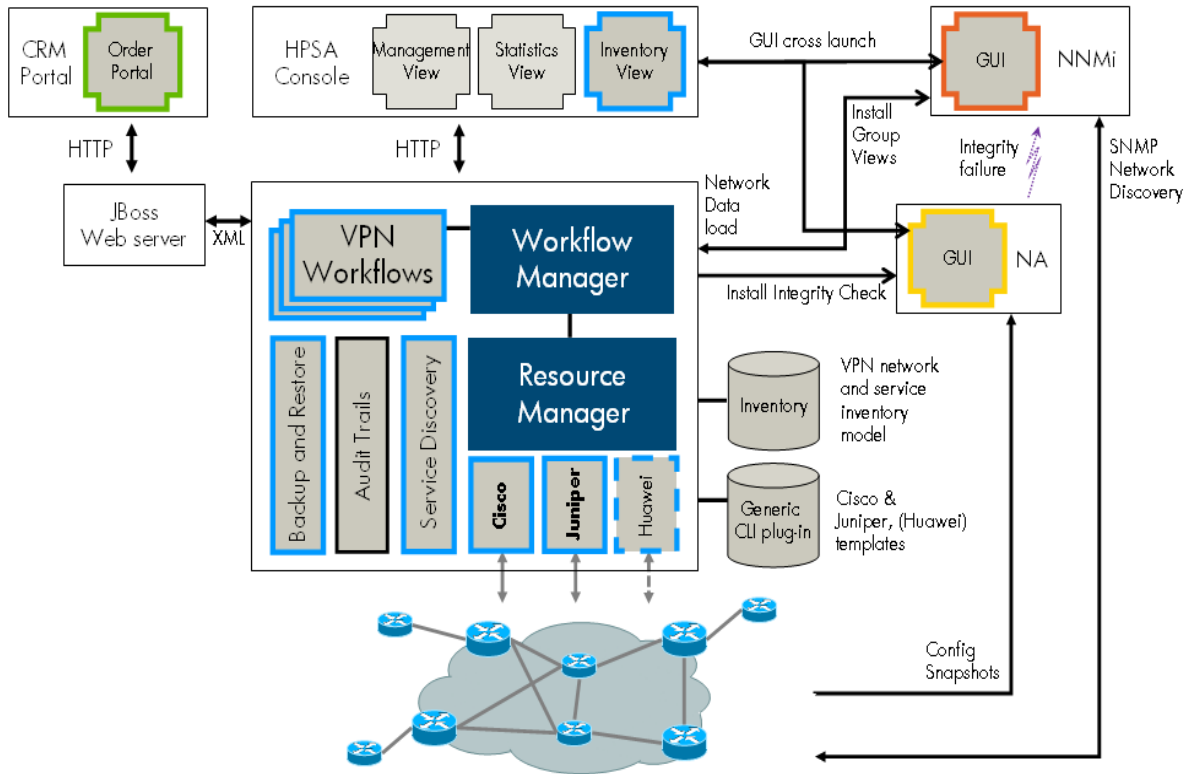 CRM
Portal
Order
Portal
HPSA
Console
Management
View
Statistics
View
Inventory
View
GUI cross launch
GUI
NNMi
HTTP
HTTP
Install
Group
Views
Integrity
failure
SNMP
Network
Discovery
JBoss
Web server
XML
VPN
Workflows
Workflow
Manager
Network
Data
load
GUI
NA
Install Integrity Check
Backup and Restore
Audit Trails
Service Discovery
Resource
Manager
Inventory
VPN network
and service
inventory
model
Cisco
Juniper
Huawei
Generic
CLI plug-in
Cisco &
Juniper, (Huawei)
templates
Config
Snapshots